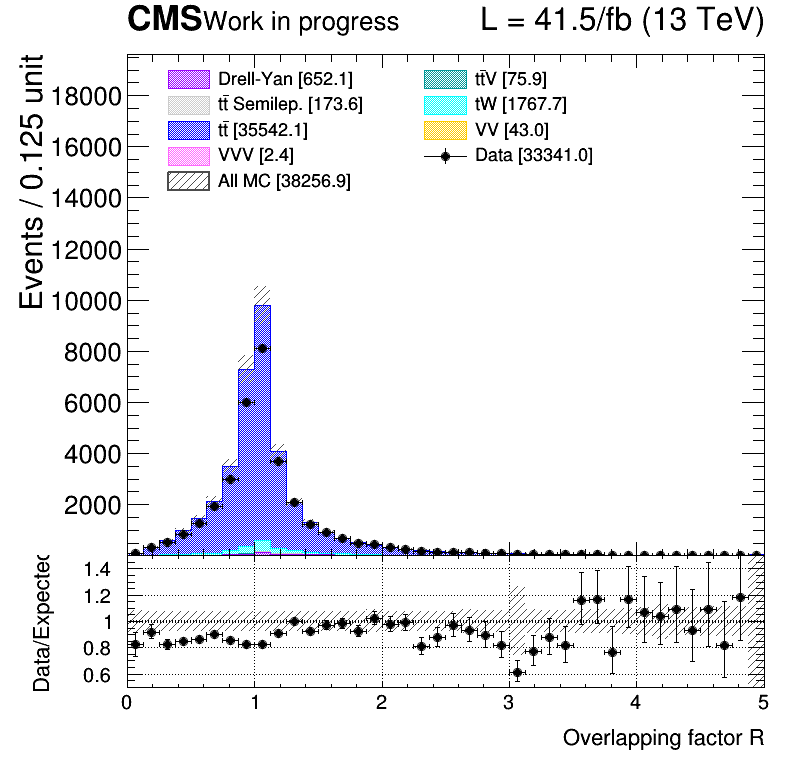 CMS Work in progress L = 41.5/fb (13 TeV)
Events / 0.125 unit
18000
16000
14000
12000
10000
8000
6000
4000
2000
Drell-Yan [652.1]
tt̄ Semilep. [173.6]
tt̄ [35542.1]
VVV [2.4]
All MC [38256.9]
tt̄V [75.9]
tW [1767.7]
VV [43.0]
Data [33341.0]
Data/Expected
1.4
1.2
1
0.8
0.6
0 1 2 3 4 5
Overlapping factor R